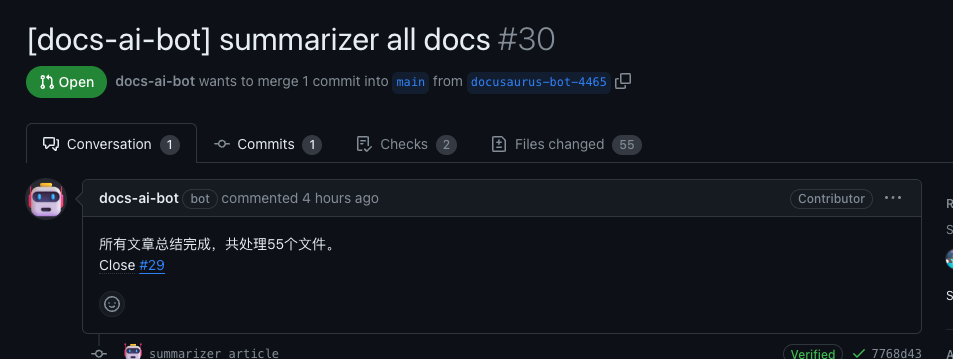 [docs-ai-bot] summarizer all docs #30
Open docs-ai-bot wants to merge 1 commit into main from docusaurus-bot-4465
Conversation 1 Commits 1 Checks 2 Files changed 55
docs-ai-bot bot commented 4 hours ago Contributor
所有文章总结完成，共处理55个文件。
Close #29
summarizer article Verified 7768d43